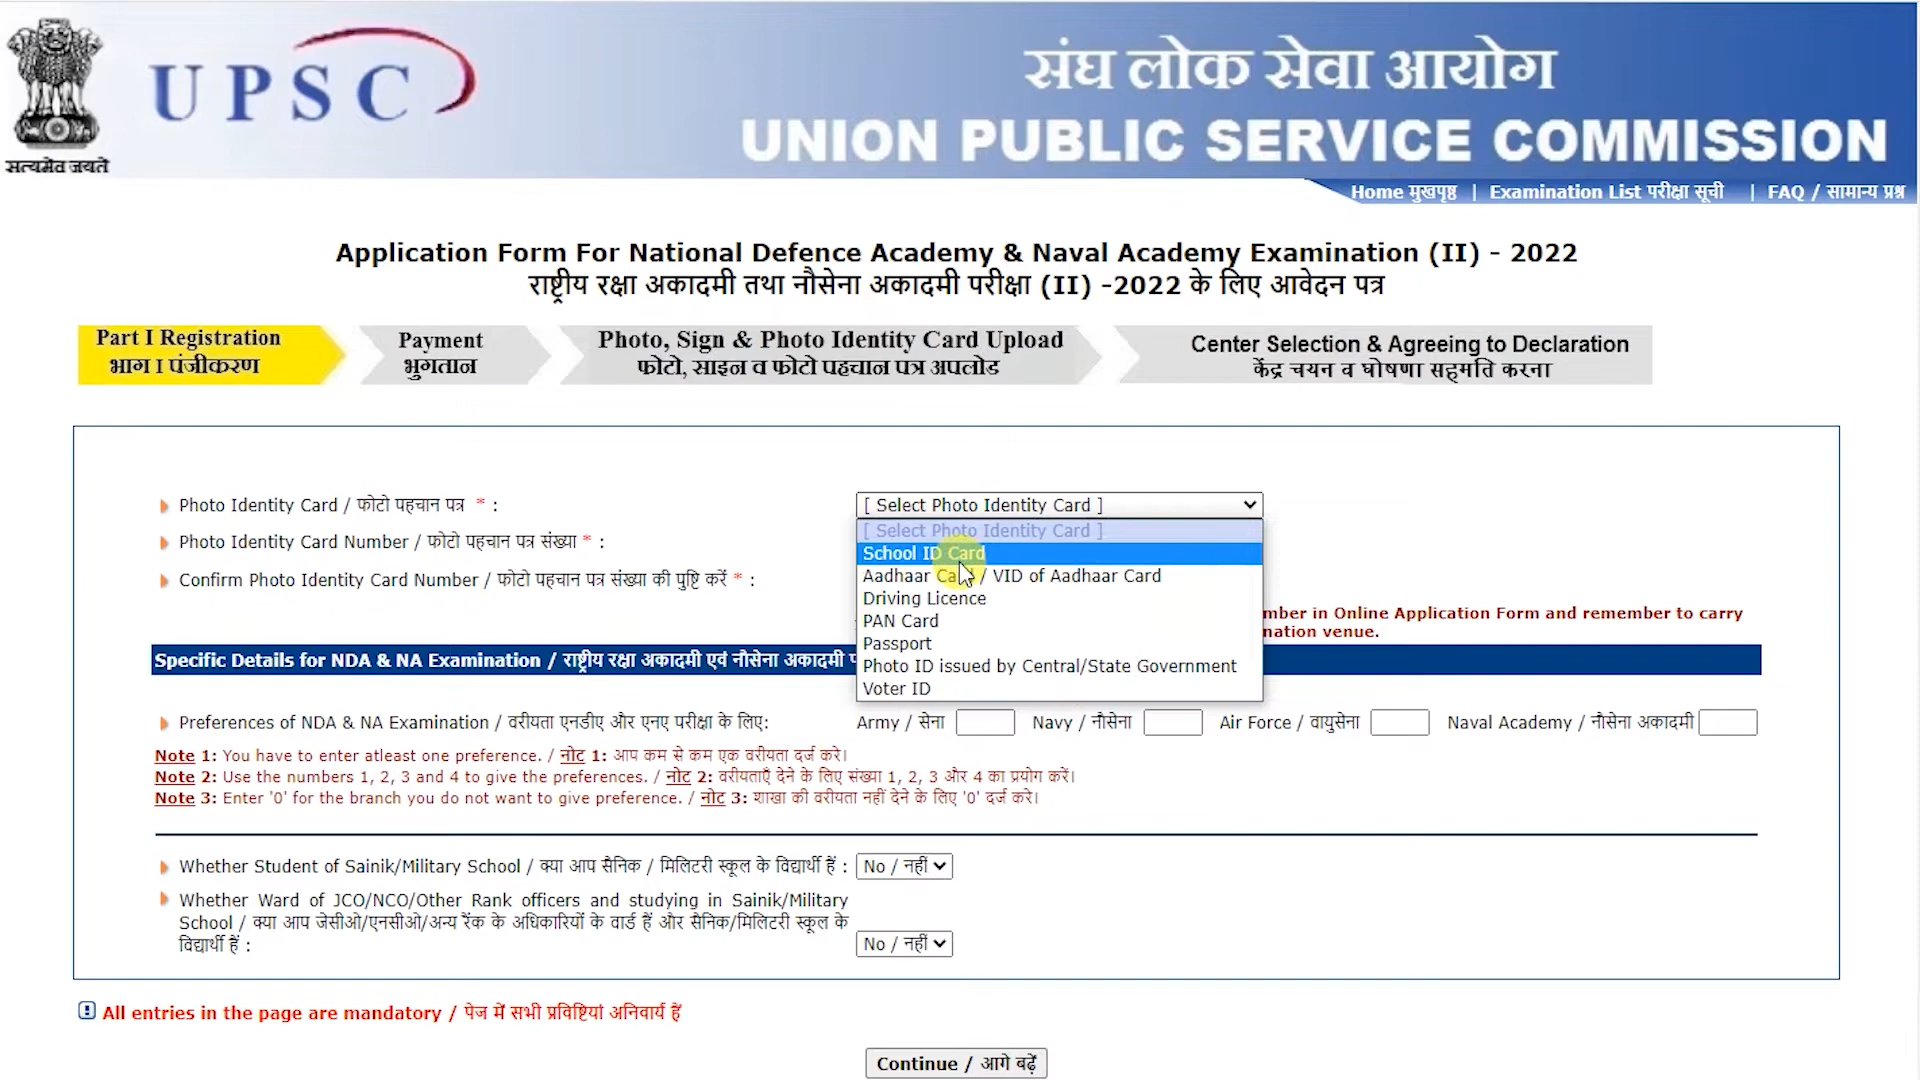 सत्यमेव जयते
UPSC
संघ लोक सेवा आयोग
UNION PUBLIC SERVICE COMMISSION
Home मुखपृष्ठ | Examination List परीक्षा सूची | FAQ / सामान्य प्रश्न
Application Form For National Defence Academy & Naval Academy Examination (II) - 2022
राष्ट्रीय रक्षा अकादमी तथा नौसेना अकादमी परीक्षा (II) -2022 के लिए आवेदन पत्र
Part I Registration
भाग I पंजीकरण
Payment
भुगतान
Photo, Sign & Photo Identity Card Upload
फोटो, साइन व फोटो पहचान पत्र अपलोड
Center Selection & Agreeing to Declaration
केंद्र चयन व घोषणा सहमति करना
Photo Identity Card / फोटो पहचान पत्र * :
[ Select Photo Identity Card ]
[ Select Photo Identity Card ]
School ID Card
Aadhaar Card / VID of Aadhaar Card
Driving Licence
PAN Card
Passport
Photo ID issued by Central/State Government
Voter ID
Photo Identity Card Number / फोटो पहचान पत्र संख्या * :
Confirm Photo Identity Card Number / फोटो पहचान पत्र संख्या की पुष्टि करें * :
mber in Online Application Form and remember to carry
nation venue.
Specific Details for NDA & NA Examination / राष्ट्रीय रक्षा अकादमी एवं नौसेना अकादमी
Preferences of NDA & NA Examination / वरीयता एनडीए और एनए परीक्षा के लिए: Army / सेना Navy / नौसेना Air Force / वायुसेना Naval Academy / नौसेना अकादमी
Note 1: You have to enter atleast one preference. / नोट 1: आप कम से कम एक वरीयता दर्ज करे।
Note 2: Use the numbers 1, 2, 3 and 4 to give the preferences. / नोट 2: वरीयताएँ देने के लिए संख्या 1, 2, 3 और 4 का प्रयोग करें।
Note 3: Enter '0' for the branch you do not want to give preference. / नोट 3: शाखा की वरीयता नहीं देने के लिए '0' दर्ज करे।
Whether Student of Sainik/Military School / क्या आप सैनिक / मिलिटरी स्कूल के विद्यार्थी हैं : No / नहीं
Whether Ward of JCO/NCO/Other Rank officers and studying in Sainik/Military
School / क्या आप जेसीओ/एनसीओ/अन्य रैंक के अधिकारियों के वार्ड हैं और सैनिक/मिलिटरी स्कूल के
विद्यार्थी हैं : No / नहीं
All entries in the page are mandatory / पेज में सभी प्रविष्टियां अनिवार्य हैं
Continue / आगे बढ़ें